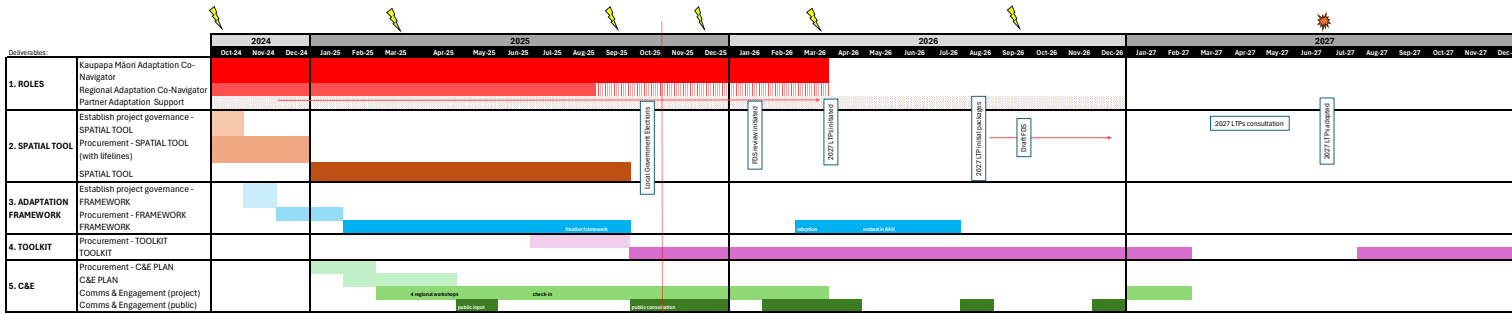 2024
2025
2026
2027
Deliverables:
Oct-24 Nov-24 Dec-24 Jan-25 Feb-25 Mar-25 Apr-25 May-25 Jun-25 Jul-25 Aug-25 Sep-25 Oct-25 Nov-25 Dec-25 Jan-26 Feb-26 Mar-26 Apr-26 May-26 Jun-26 Jul-26 Aug-26 Sep-26 Oct-26 Nov-26 Dec-26 Jan-27 Feb-27 Mar-27 Apr-27 May-27 Jun-27 Jul-27 Aug-27 Sep-27 Oct-27 Nov-27 Dec-
1. ROLES
Kaupapa Māori Adaptation Co-
Navigator
Regional Adaptation Co-Navigator
Partner Adaptation Support
2. SPATIAL TOOL
Establish project governance -
SPATIAL TOOL
Procurement - SPATIAL TOOL
(with lifelines)
SPATIAL TOOL
Local Government Elections
FDS review initiated
2027 LTPs initiated
2027 LTP initial packages
Draft FDS
2027 LTPs consultation
2027 LTPs adopted
3. ADAPTATION
FRAMEWORK
Establish project governance -
FRAMEWORK
Procurement - FRAMEWORK
FRAMEWORK
finalise framework
adoption
embed in BAU
4. TOOLKIT
Procurement - TOOLKIT
TOOLKIT
5. C&E
Procurement - C&E PLAN
C&E PLAN
Comms & Engagement (project)
4 regional workshops
check-in
Comms & Engagement (public)
public input
public consultation